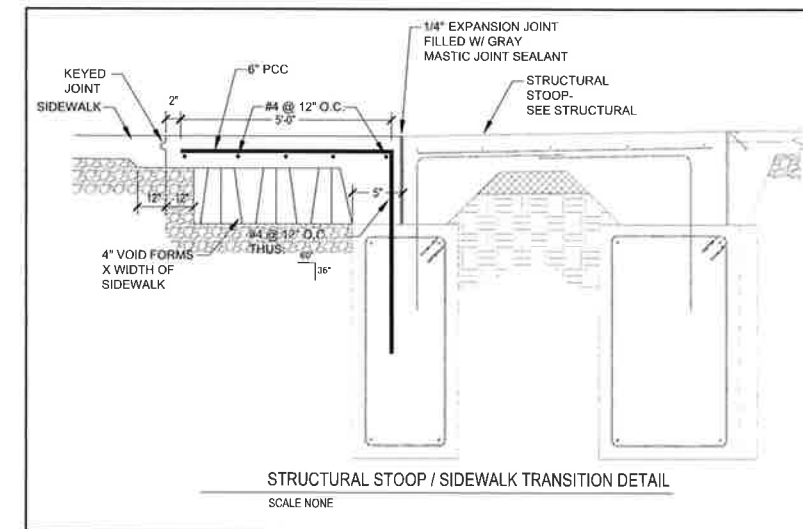 1/4" EXPANSION JOINT
FILLED W/ GRAY
MASTIC JOINT SEALANT
KEYED
JOINT
6" PCC
STRUCTURAL
STOOP-
SEE STRUCTURAL
SIDEWALK
2"
#4 @ 12" O.C.
5'-0"
12"
12"
5"
#4 @ 12" O.C.
THUS:
60"
36"
4" VOID FORMS
X WIDTH OF
SIDEWALK
STRUCTURAL STOOP / SIDEWALK TRANSITION DETAIL
SCALE NONE